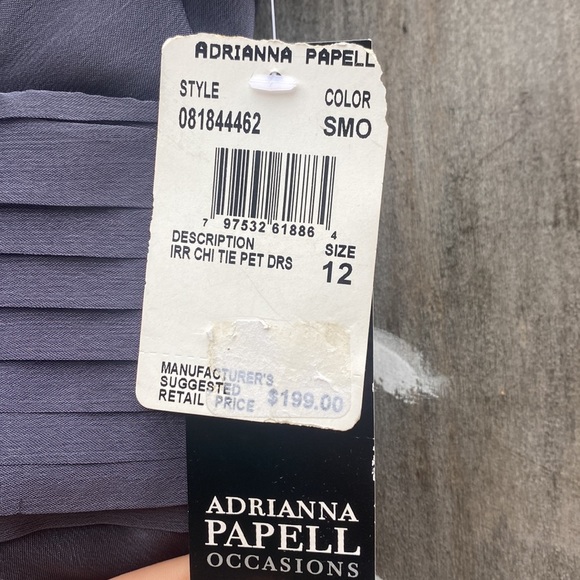 ADRIANNA PAPELL
STYLE COLOR
081844462 SMO
7 97532 61886 4
DESCRIPTION SIZE
IRR CHI TIE PET DRS 12
MANUFACTURER'S
SUGGESTED
RETAIL PRICE $199.00
ADRIANNA
PAPELL
OCCASIONS